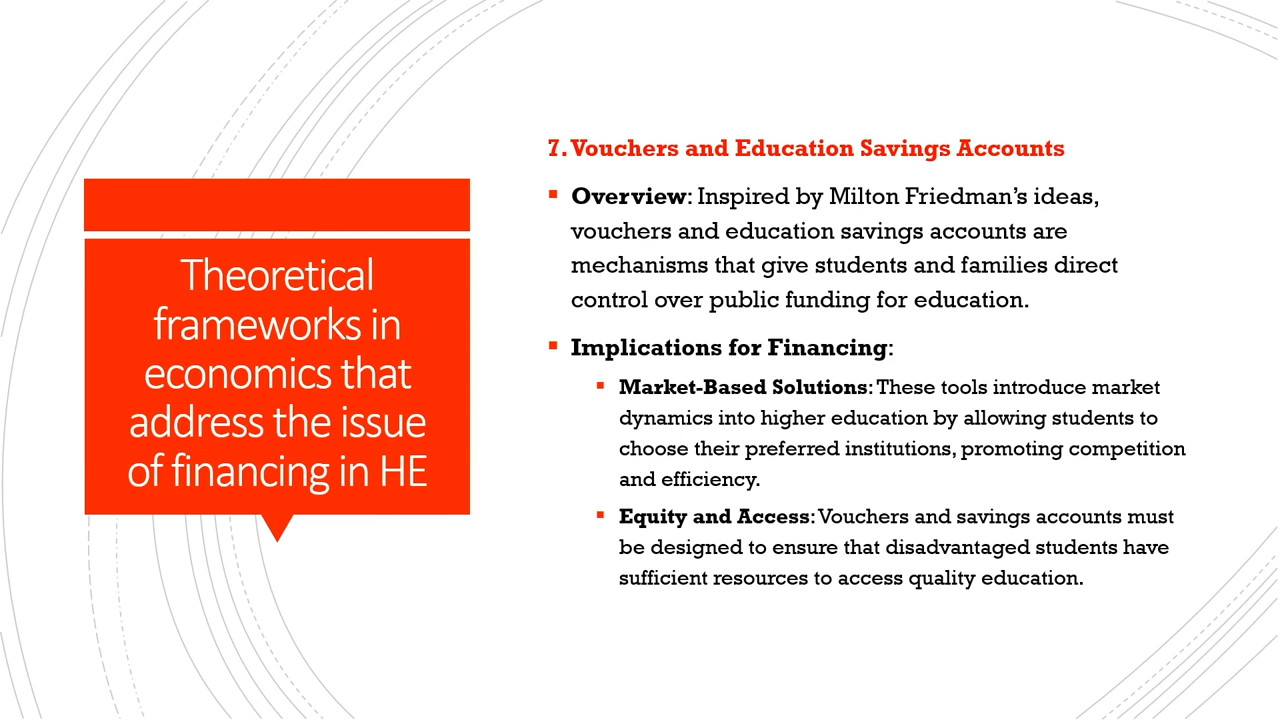 Theoretical
frameworks in
economics that
address the issue
of financing in HE
7. Vouchers and Education Savings Accounts
▪ Overview: Inspired by Milton Friedman’s ideas,
vouchers and education savings accounts are
mechanisms that give students and families direct
control over public funding for education.
▪ Implications for Financing:
▪ Market-Based Solutions: These tools introduce market
dynamics into higher education by allowing students to
choose their preferred institutions, promoting competition
and efficiency.
▪ Equity and Access: Vouchers and savings accounts must
be designed to ensure that disadvantaged students have
sufficient resources to access quality education.